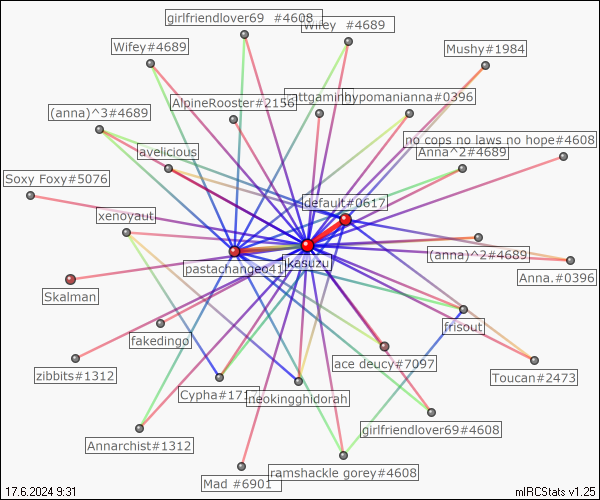 girlfriendlover69 #4608
Wifey #4689
Wifey#4689
Mushy#1984
AlpineRooster#2156
hypomanianna#0396
(anna)^3#4689
no cops no laws no hope#4608
avelicious
Anna^2#4689
Soxy Foxy#5076
default#0617
xenoyaut
(anna)^2#4689
ikasuzu
pastachangeo41
Anna.#0396
Skalman
frisout
fakedingo
ace deucy#7097
zibbits#1312
Toucan#2473
Cypha#171
neokingghidorah
girlfriendlover69#4608
Annarchist#1312
ramshackle gorey#4608
Mad #6901
17.6.2024 9:31
mIRCStats v1.25